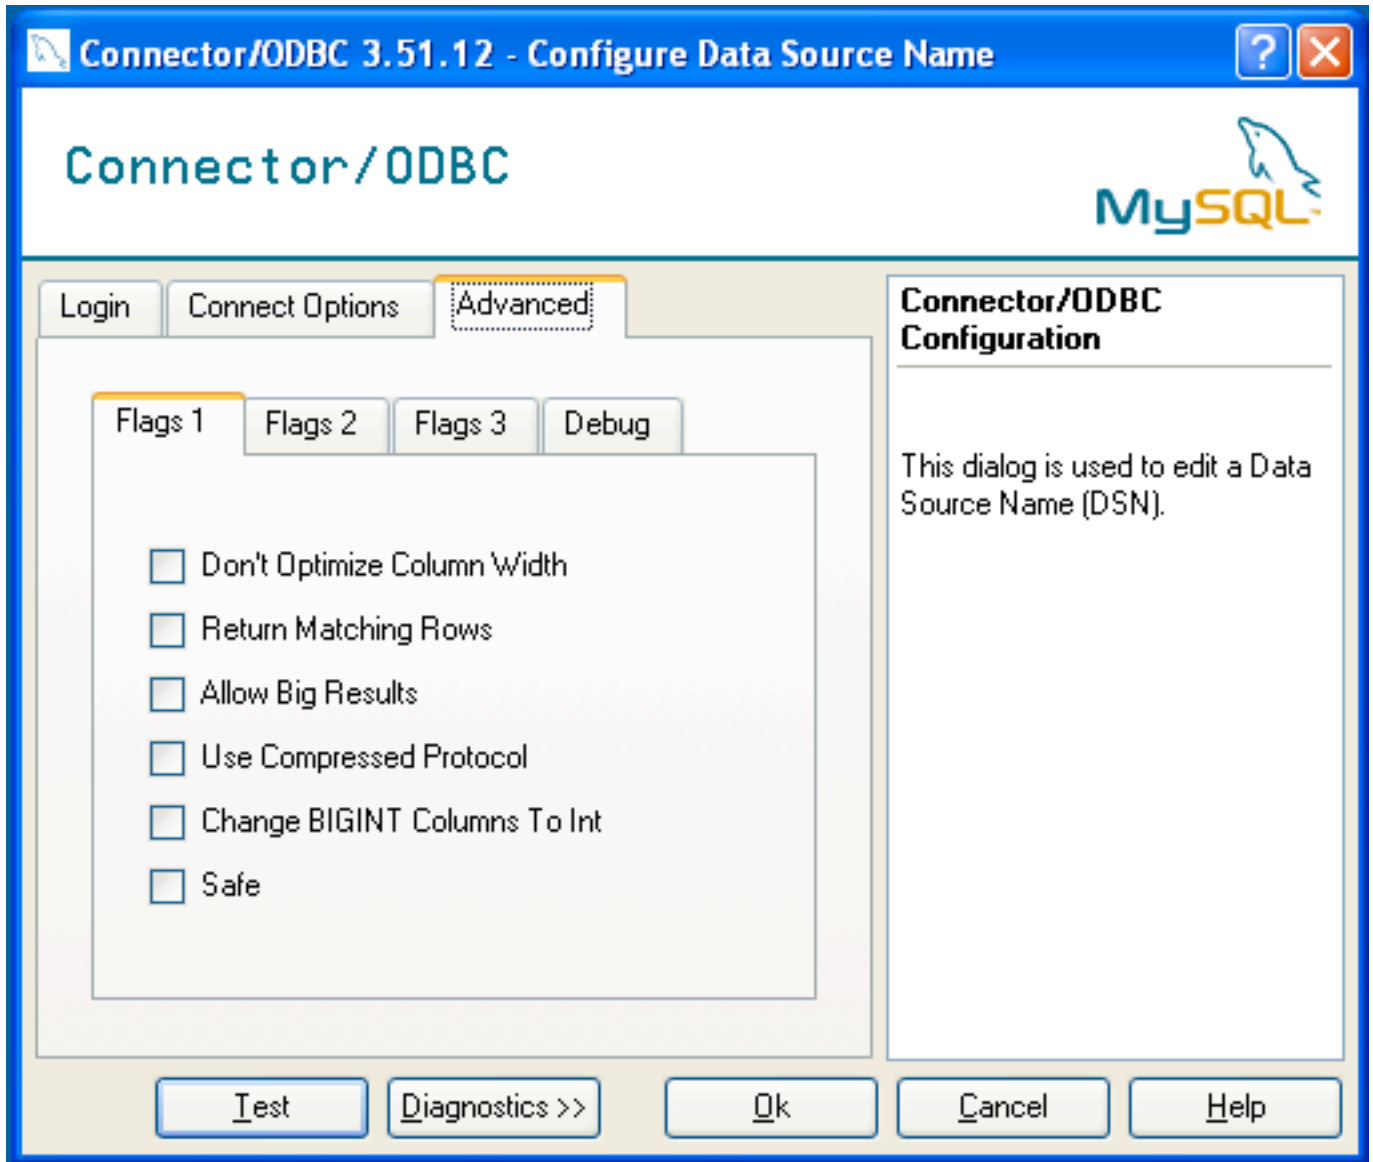 Connector/ODBC 3.51.12 - Configure Data Source Name
?
Connector/ODBC
MySQL
Login
Connect Options
Advanced
Flags 1
Flags 2
Flags 3
Debug
Don't Optimize Column Width
Return Matching Rows
Allow Big Results
Use Compressed Protocol
Change BIGINT Columns To Int
Safe
Connector/ODBC
Configuration
This dialog is used to edit a Data
Source Name (DSN).
Test
Diagnostics >>
Ok
Cancel
Help